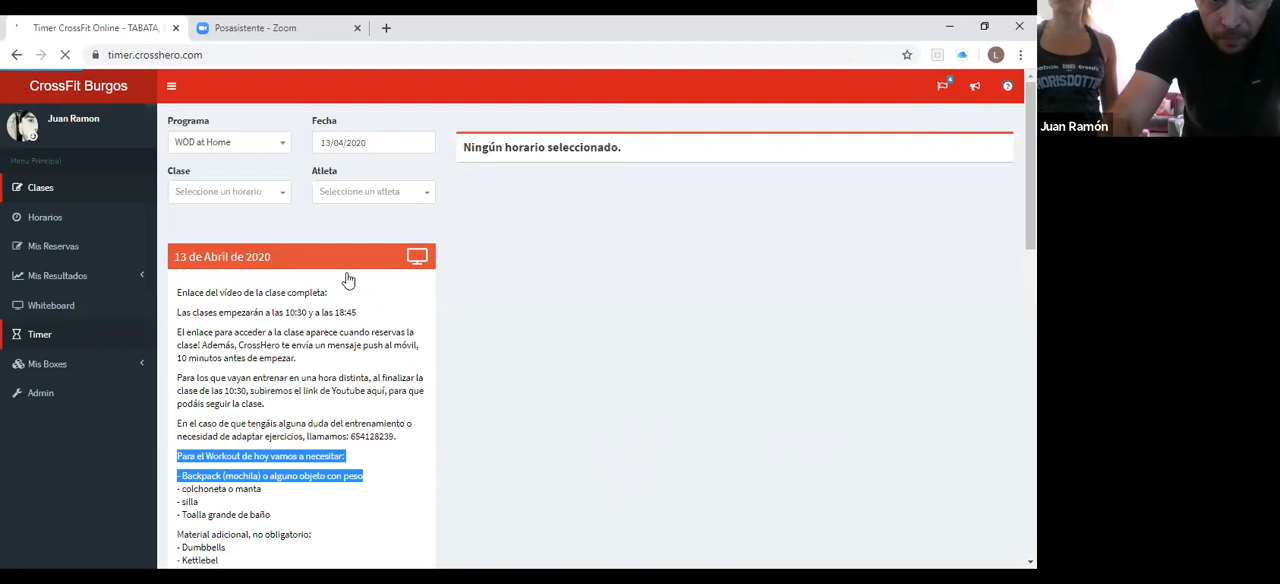 Timer CrossFit Online - TABATA,
Posasistente - Zoom
timer.crosshero.com
L
CrossFit Burgos
Juan Ramon
Menu Principal
Clases
Horarios
Mis Reservas
Mis Resultados
Whiteboard
Timer
Mis Boxes
Admin
Programa
Fecha
WOD at Home
13/04/2020
Clase
Atleta
Seleccione un horario
Seleccione un atleta
Ningún horario seleccionado.
13 de Abril de 2020
Enlace del vídeo de la clase completa:
Las clases empezarán a las 10:30 y a las 18:45
El enlace para acceder a la clase aparece cuando reservas la
clase! Además, CrossHero te envía un mensaje push al móvil,
10 minutos antes de empezar.
Para los que vayan entrenar en una hora distinta, al finalizar la
clase de las 10:30, subiremos el link de Youtube aquí, para que
podáis seguir la clase.
En el caso de que tengáis alguna duda del entrenamiento o
necesidad de adaptar ejercicios, llamarnos: 654128239.
Para el Workout de hoy vamos a necesitar:
- Backpack (mochila) o alguno objeto con peso
- colchoneta o manta
- silla
- Toalla grande de baño
Material adicional, no obligatorio:
- Dumbbells
- Kettlebel
Juan Ramón